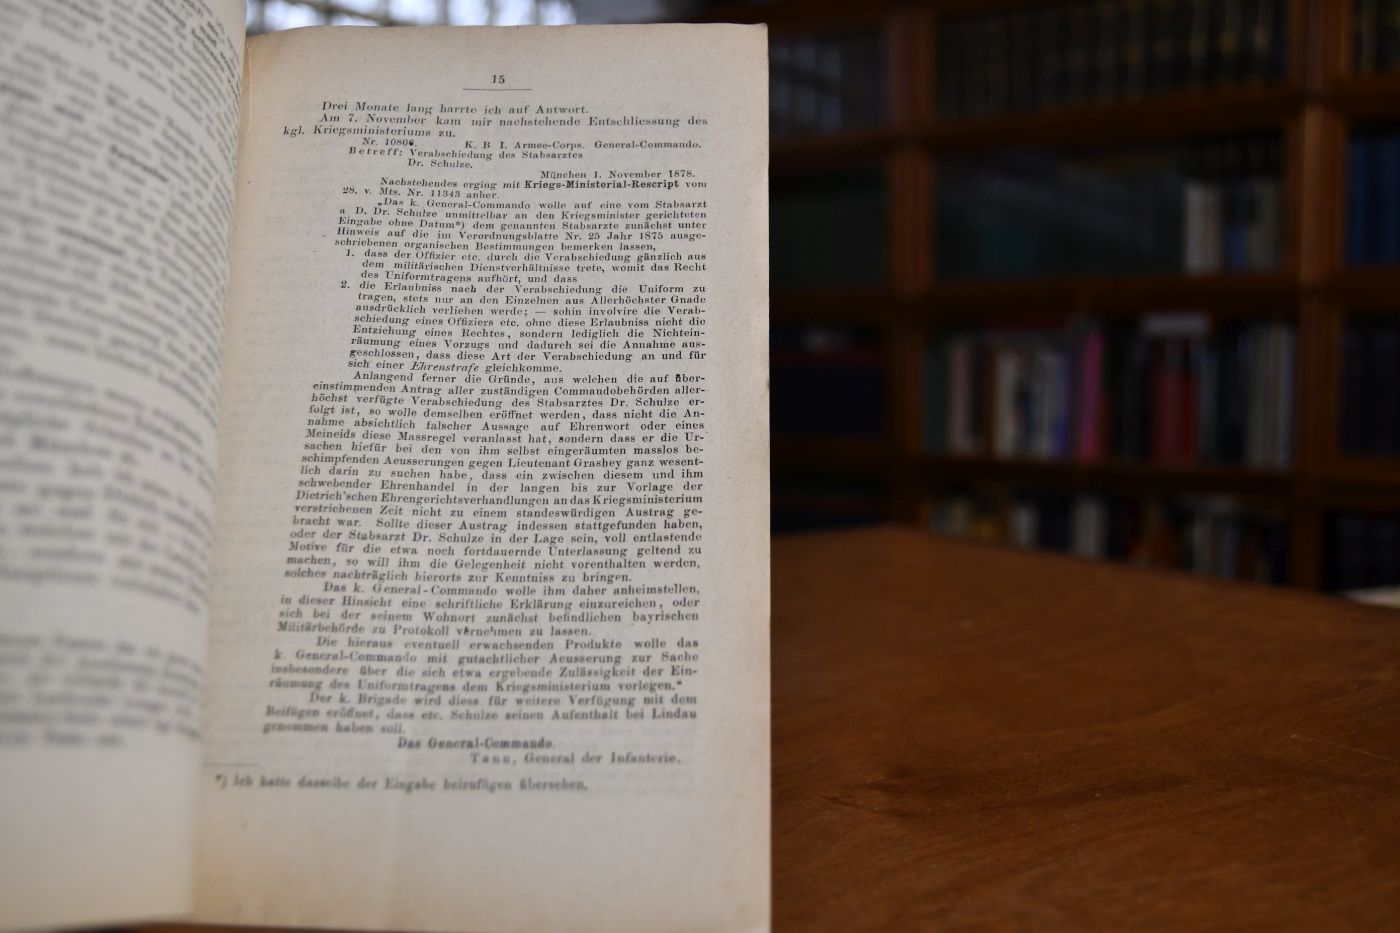 15
Drei Monate lang harrte ich auf Antwort.
Am 7. November kam mir nachstehende Entschliessung des
kgl. Kriegsministeriums zu.
Nr. 10806. K. B I. Armee-Corps. General-Commando.
Betreff: Verabschiedung des Stabsarztes
Dr. Schulze.
München 1. November 1878.
Nachstehendes erging mit Kriegs-Ministerial-Rescript vom
28. v. Mts. Nr. 11343 anher.
„Das k. General-Commando wolle auf eine vom Stabsarzt
a D. Dr. Schulze unmittelbar an den Kriegsminister gerichteten
Eingabe ohne Datum*) dem genannten Stabsarzte zunächst unter
Hinweis auf die im Verordnungsblatte Nr. 25 Jahr 1875 ausge-
schriebenen organischen Bestimmungen bemerken lassen,
1. dass der Offizier etc. durch die Verabschiedung gänzlich aus
dem militärischen Dienstverhältnisse trete, womit das Recht
des Uniformtragens aufhört, und dass
2. die Erlaubniss nach der Verabschiedung die Uniform zu
tragen, stets nur an den Einzelnen aus Allerhöchster Gnade
ausdrücklich verliehen werde; — sohin involvire die Verab-
schiedung eines Offiziers etc. ohne diese Erlaubniss nicht die
Entziehung eines Rechtes, sondern lediglich die Nichtein-
räumung eines Vorzugs und dadurch sei die Annahme aus-
geschlossen, dass diese Art der Verabschiedung an und für
sich einer Ehrenstrafe gleichkomme.
Anlangend ferner die Gründe, aus welchen die auf über-
einstimmenden Antrag aller zuständigen Commandobehörden aller-
höchst verfügte Verabschiedung des Stabsarztes Dr. Schulze er-
folgt ist, so wolle demselben eröffnet werden, dass nicht die An-
nahme absichtlich falscher Aussage auf Ehrenwort oder eines
Meineids diese Massregel veranlasst hat, sondern dass er die Ur-
sachen hiefür bei den von ihm selbst eingeräumten masslos be-
schimpfenden Aeusserungen gegen Lieutenant Grashey ganz wesent-
lich darin zu suchen habe, dass ein zwischen diesem und ihm
schwebender Ehrenhandel in der langen bis zur Vorlage der
Dietrich'schen Ehrengerichtsverhandlungen an das Kriegsministerium
verstrichenen Zeit nicht zu einem standeswürdigen Austrag ge-
bracht war. Sollte dieser Austrag indessen stattgefunden haben,
oder der Stabsarzt Dr. Schulze in der Lage sein, voll entlastende
Motive für die etwa noch fortdauernde Unterlassung geltend zu
machen, so will ihm die Gelegenheit nicht vorenthalten werden,
solches nachträglich hierorts zur Kenntniss zu bringen.
Das k. General-Commando wolle ihm daher anheimstellen,
in dieser Hinsicht eine schriftliche Erklärung einzureichen, oder
sich bei der seinem Wohnort zunächst befindlichen bayrischen
Militärbehörde zu Protokoll vernehmen zu lassen.
Die hieraus eventuell erwachsenden Produkte wolle das
k. General-Commando mit gutachtlicher Aeusserung zur Sache
insbesondere über die sich etwa ergebende Zulässigkeit der Ein-
räumung des Uniformtragens dem Kriegsministerium vorlegen.“
Der k. Brigade wird diess für weitere Verfügung mit dem
Beifügen eröffnet, dass etc. Schulze seinen Aufenthalt bei Lindau
genommen haben soll.
Das General-Commando.
Tann, General der Infanterie.
*) Ich hatte dasselbe der Eingabe beizufügen übersehen.